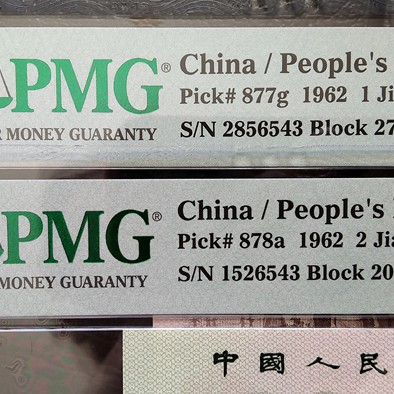 PMG®
China / People's
Pick# 877g 1962 1 Ji
R MONEY GUARANTY
S/N 2856543 Block 27
PMG®
China / People's
Pick# 878a 1962 2 Jia
MONEY GUARANTY
S/N 1526543 Block 20
中國人民